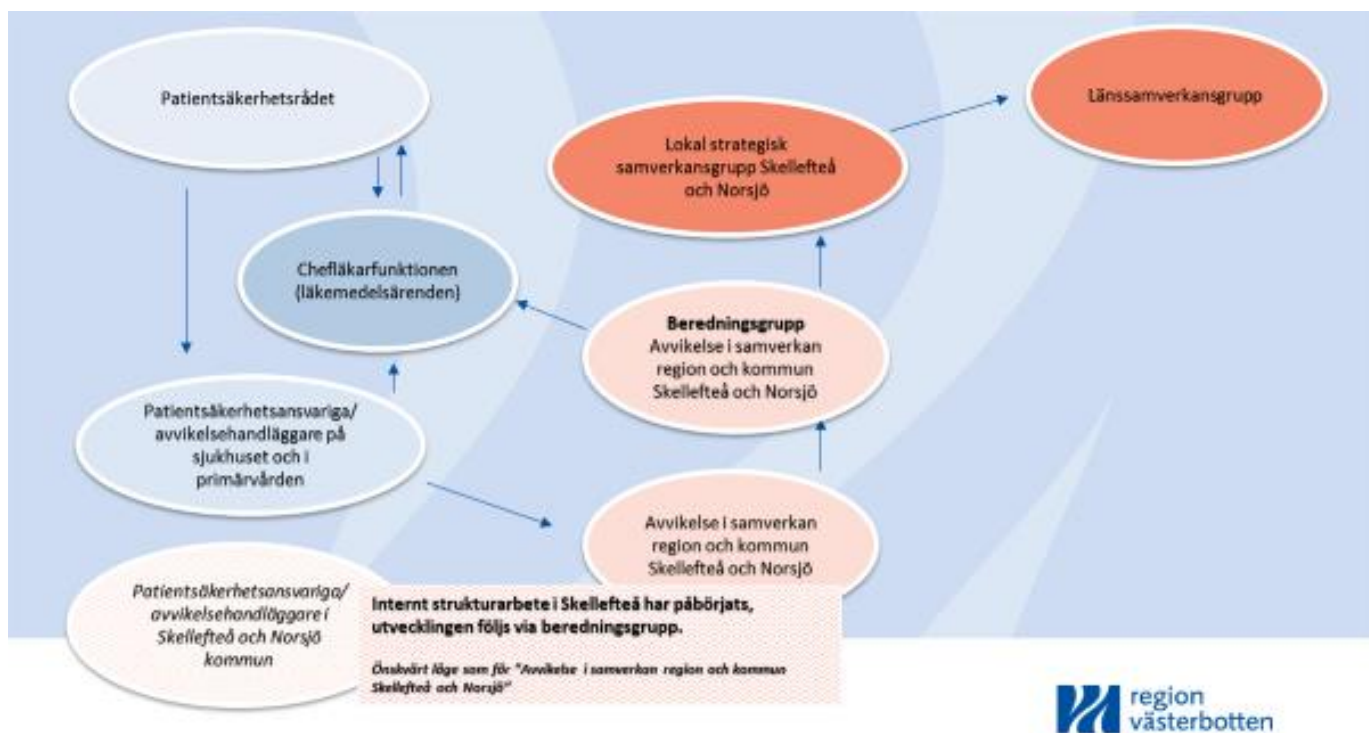 Patientsäkerhetsrådet
Länssamverkansgrupp
Lokal strategisk
samverkansgrupp Skellefteå
och Norsjö
Chefläkarfunktionen
(läkemedelsärenden)
Beredningsgrupp
Avvikelse i samverkan
region och kommun
Skellefteå och Norsjö
Patientsäkerhetsansvariga/
avvikelsehandläggare på
sjukhuset och i
primärvården
Avvikelse i samverkan
region och kommun
Skellefteå och Norsjö
Patientsäkerhetsansvariga/
avvikelsehandläggare i
Skellefteå och Norsjö
kommun
Internt strukturarbete i Skellefteå har påbörjats,
utvecklingen följs via beredningsgrupp.
Önskvärt läge som för "Avvikelse i samverkan region och kommun
Skellefteå och Norsjö"
region
västerbotten